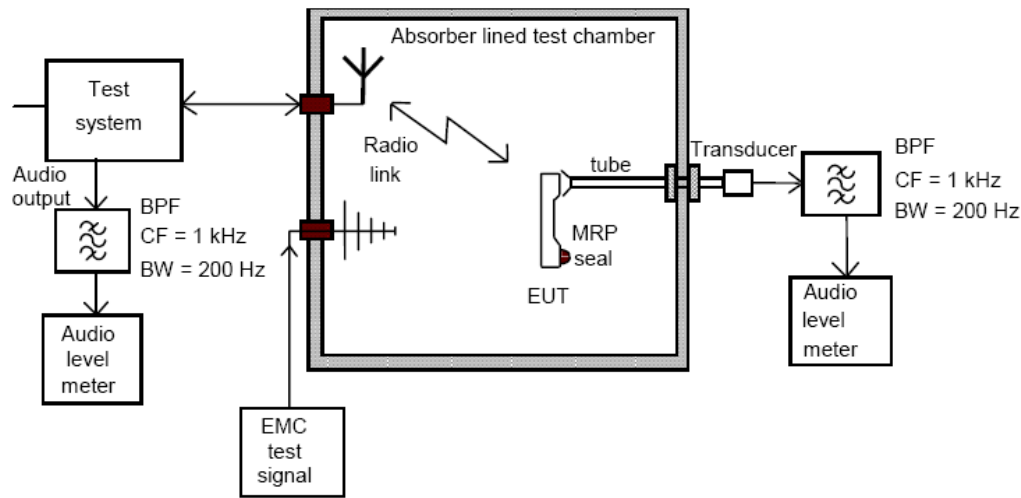 Absorber lined test chamber
Test
system
Radio
link
Audio
output
BPF
CF = 1 kHz
BW = 200 Hz
Audio
level
meter
EMC
test
signal
tube
MRP
seal
EUT
Transducer
BPF
CF = 1 kHz
BW = 200 Hz
Audio
level
meter